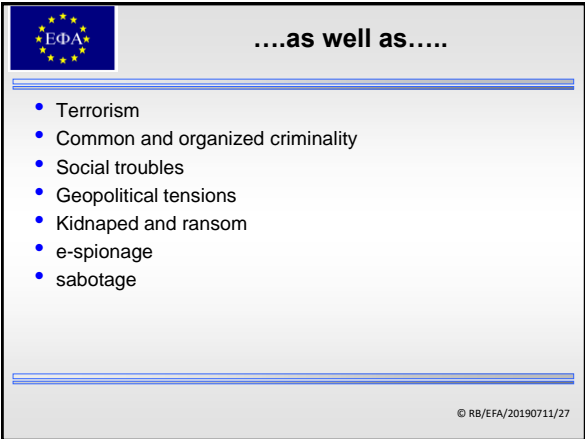 ΕΦΑ
….as well as…..
• Terrorism
• Common and organized criminality
• Social troubles
• Geopolitical tensions
• Kidnaped and ransom
• e-spionage
• sabotage
© RB/EFA/20190711/27